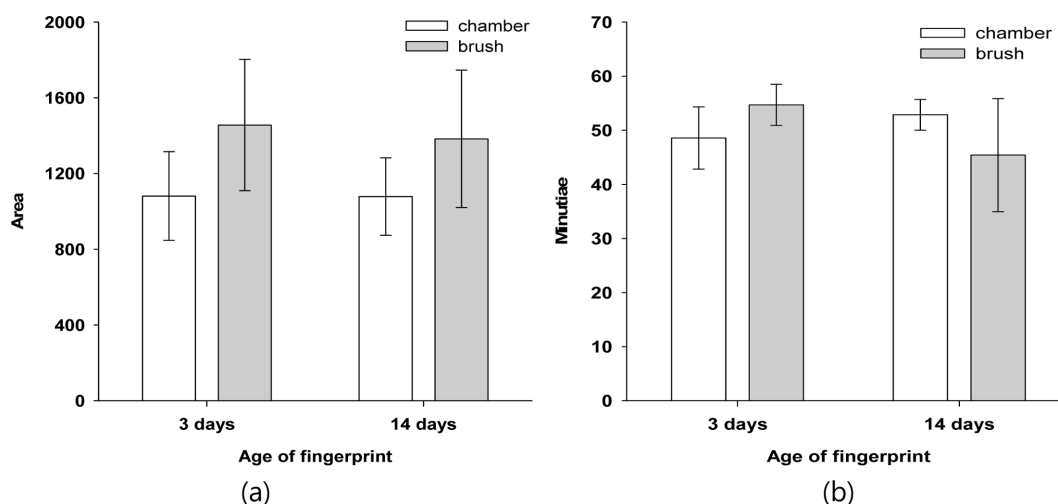 2000
1600
1200
800
400
0
Area
chamber
brush
3 days
14 days
Age of fingerprint
(a)
70
60
50
40
30
20
10
0
Minutiae
chamber
brush
3 days
14 days
Age of fingerprint
(b)